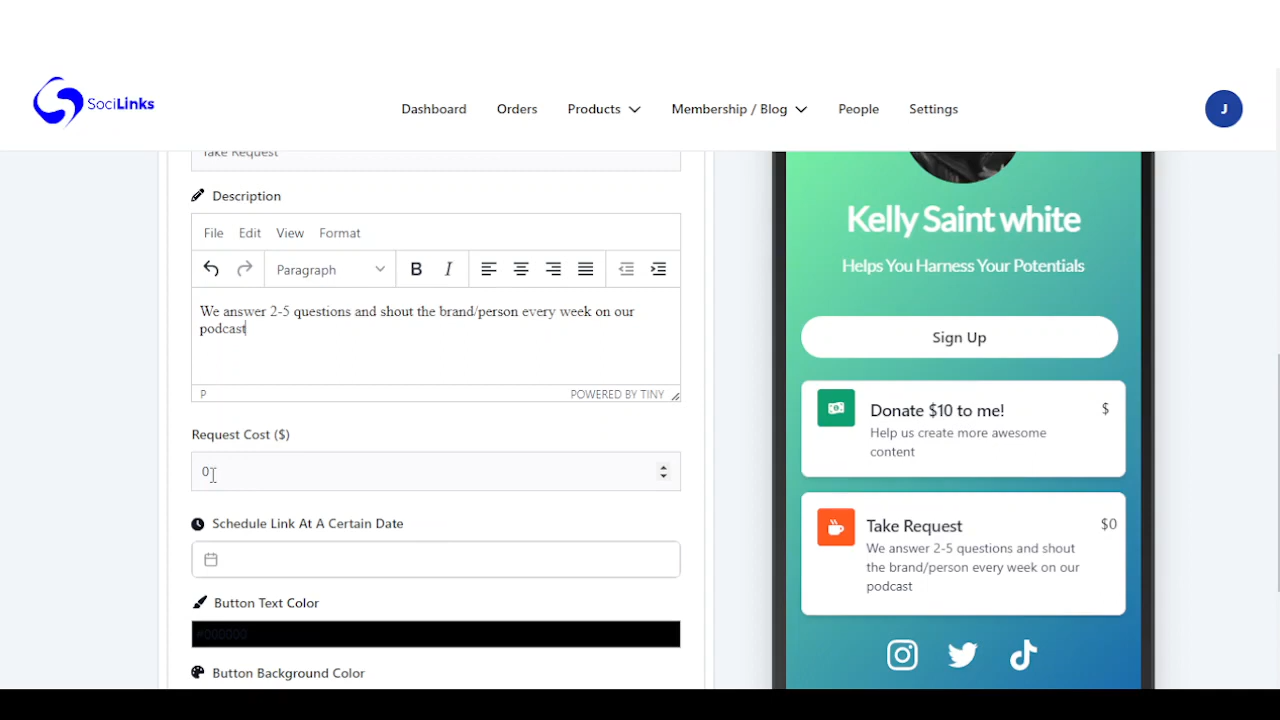 SociLinks
Dashboard
Orders
Products
Membership / Blog
People
Settings
J
Take Request
Description
File
Edit
View
Format
Paragraph
B
I
We answer 2-5 questions and shout the brand/person every week on our
podcast
P
POWERED BY TINY
Request Cost ($)
0
Schedule Link At A Certain Date
Button Text Color
#000000
Button Background Color
Kelly Saint white
Helps You Harness Your Potentials
Sign Up
Donate $10 to me!
$
Help us create more awesome
content
Take Request
$0
We answer 2-5 questions and shout
the brand/person every week on our
podcast